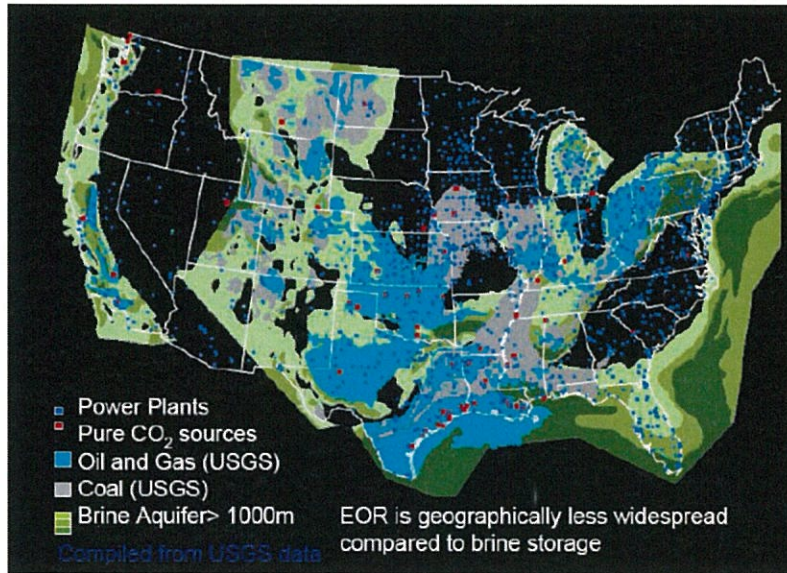 Power Plants
Pure CO₂ sources
Oil and Gas (USGS)
Coal (USGS)
Brine Aquifer> 1000m
Compiled from USGS data
EOR is geographically less widespread
compared to brine storage